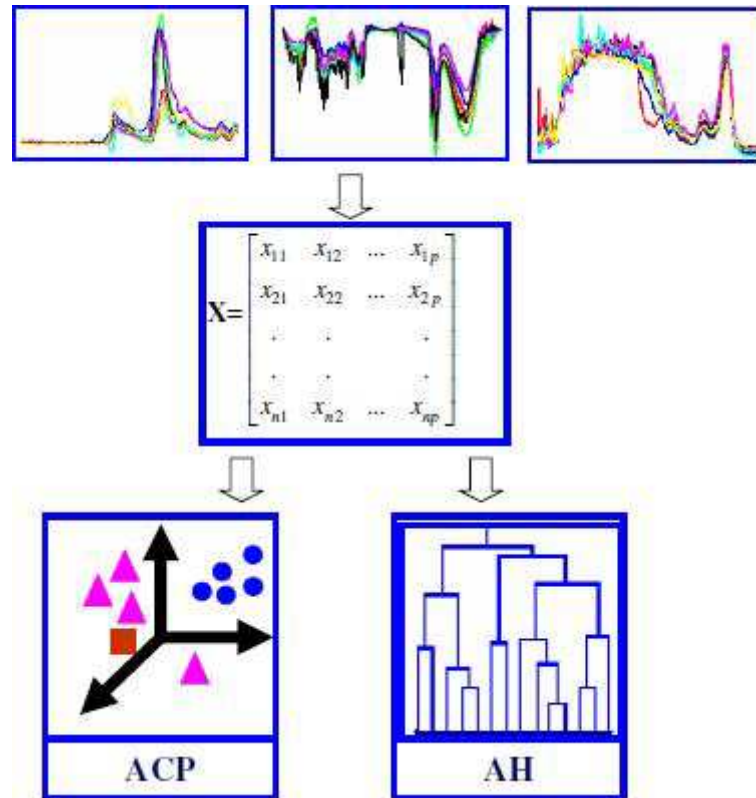 x11 x12 ... x1p
x21 x22 ... x2p
X=
. . .
. . .
xn1 xn2 ... xnp
ACP
AH